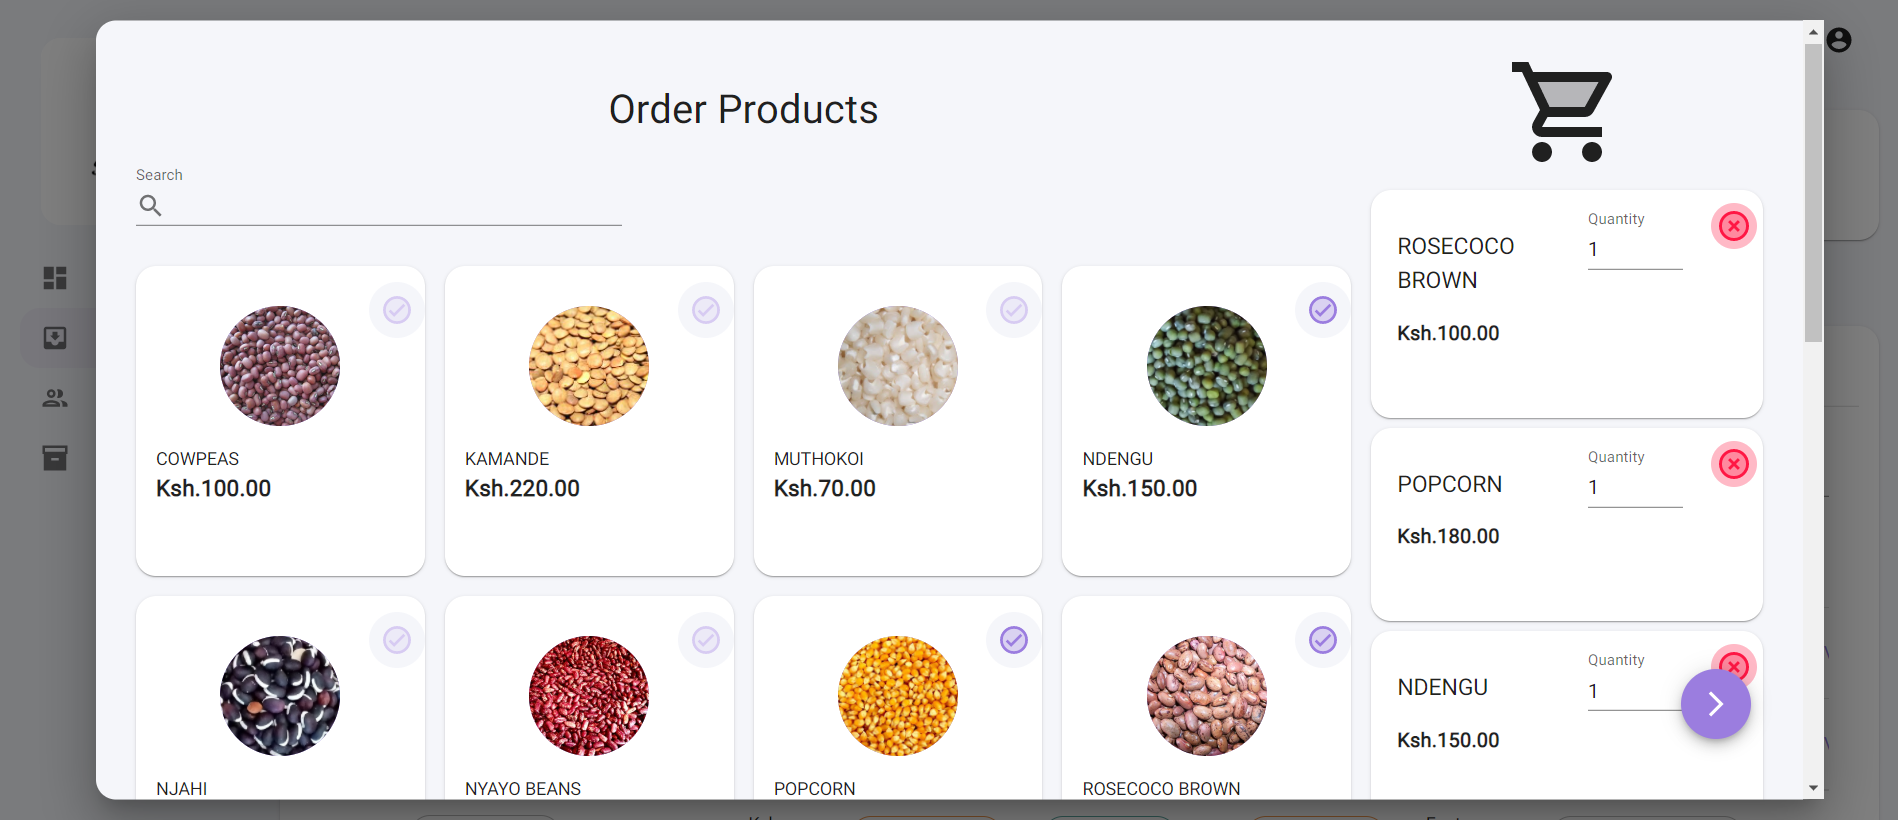 Order Products
Search
COWPEAS
Ksh.100.00
KAMANDE
Ksh.220.00
MUTHOKOI
Ksh.70.00
NDENGU
Ksh.150.00
NJAHI
NYAYO BEANS
POPCORN
ROSECOCO BROWN
ROSECOCO
BROWN
Quantity
1
Ksh.100.00
POPCORN
Quantity
1
Ksh.180.00
NDENGU
Quantity
1
Ksh.150.00